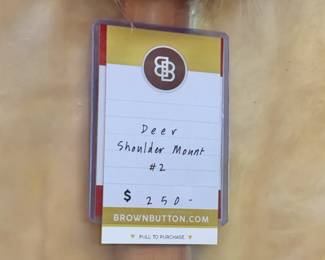 BB
Deer
Shoulder Mount
#2
$ 250-
BROWNBUTTON.COM
PULL TO PURCHASE